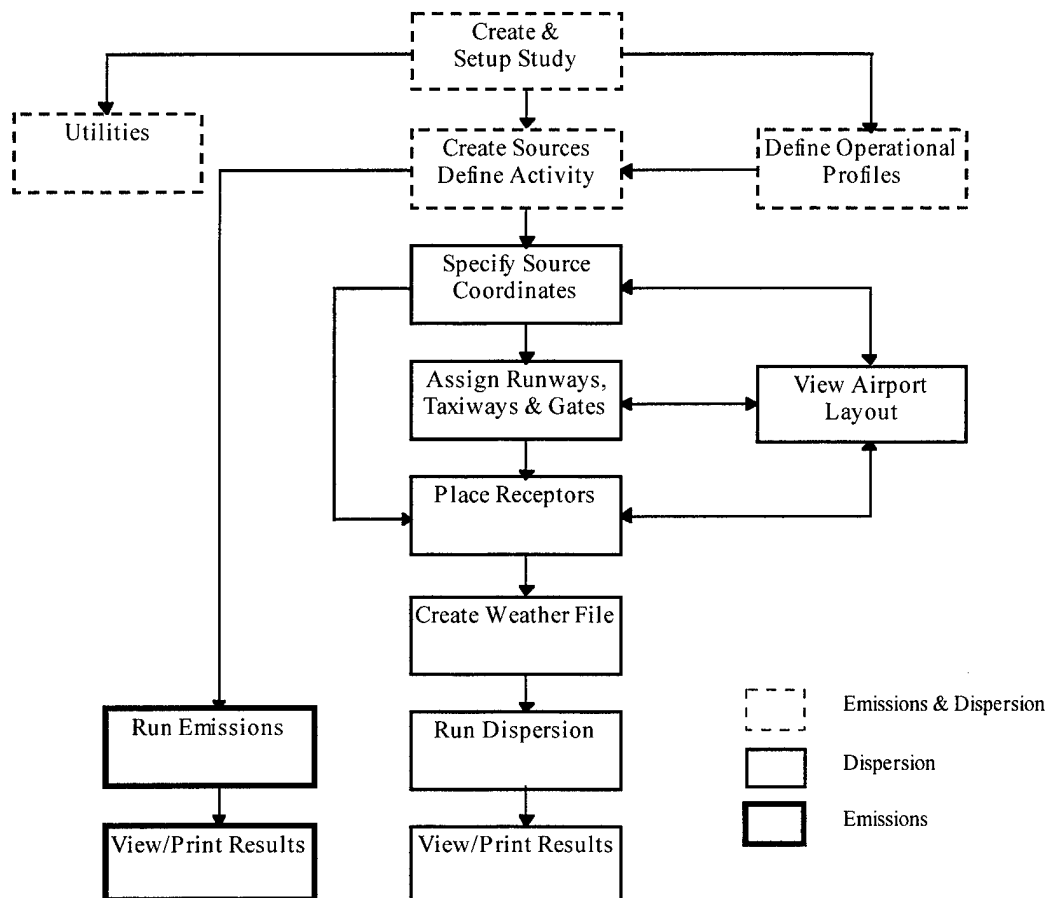 Create &
Setup Study
Utilities
Create Sources
Define Activity
Define Operational
Profiles
Specify Source
Coordinates
Assign Runways,
Taxiways & Gates
View Airport
Layout
Place Receptors
Create Weather File
Run Emissions
Run Dispersion
View/Print Results
View/Print Results
Emissions & Dispersion
Dispersion
Emissions